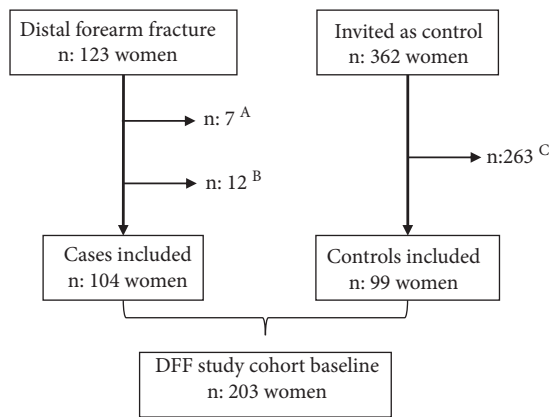 Distal forearm fracture
n: 123 women
Invited as control
n: 362 women
n: 7 A
n:263 C
n: 12 B
Cases included
n: 104 women
Controls included
n: 99 women
DFF study cohort baseline
n: 203 women